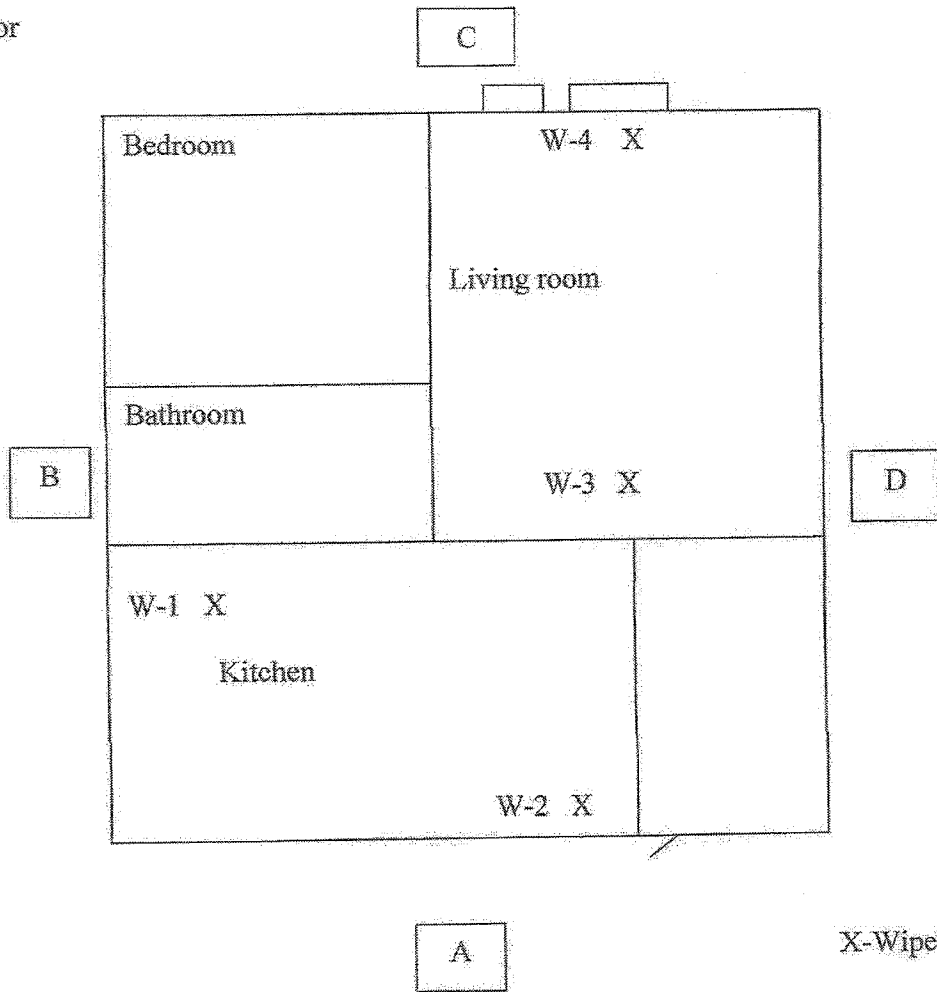 or
C
Bedroom
W-4 X
Living room
Bathroom
B
W-3 X
D
W-1 X
Kitchen
W-2 X
A
X-Wipe